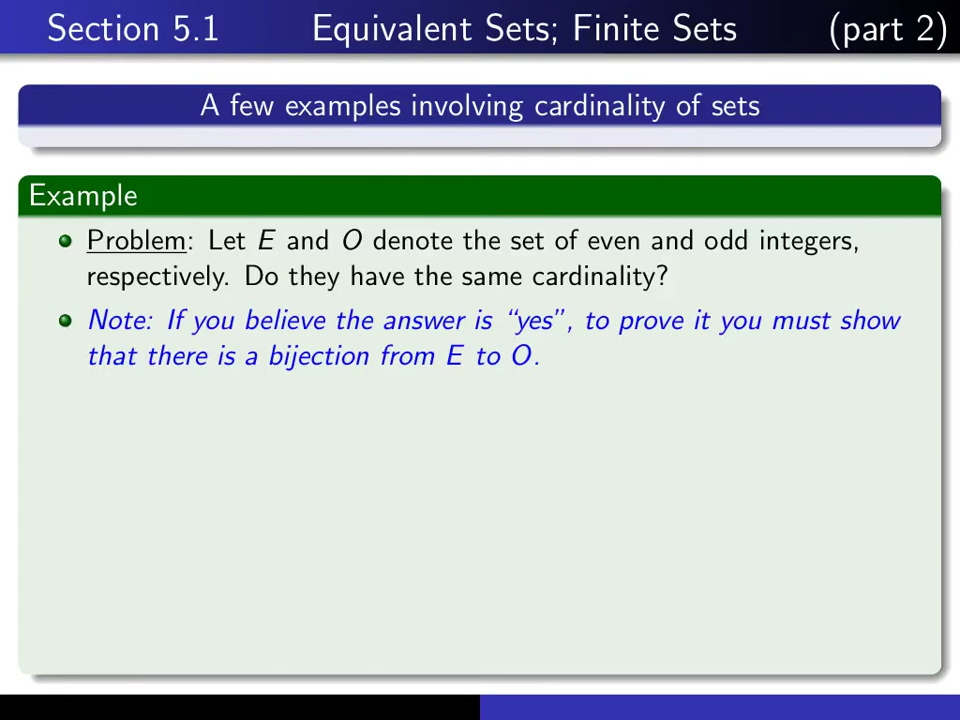 Section 5.1 Equivalent Sets; Finite Sets (part 2)
A few examples involving cardinality of sets
Example
Problem: Let E and O denote the set of even and odd integers,
respectively. Do they have the same cardinality?
Note: If you believe the answer is “yes”, to prove it you must show
that there is a bijection from E to O.